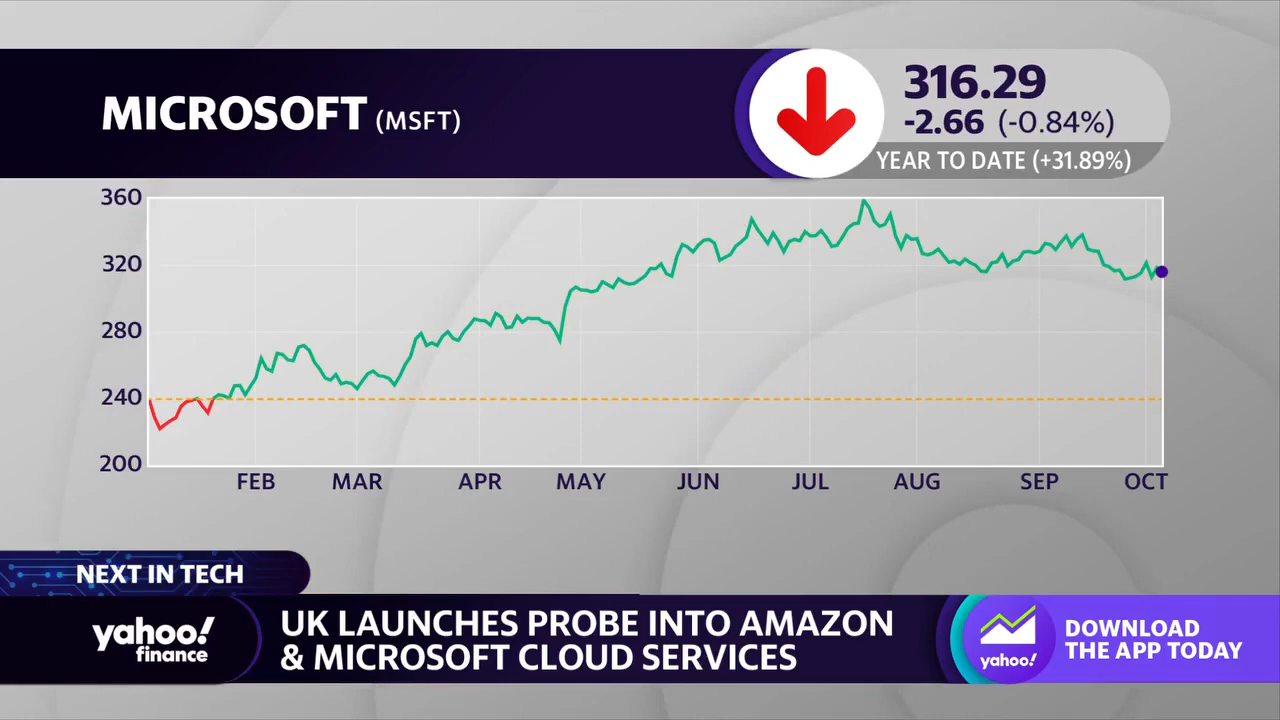 MICROSOFT (MSFT)
316.29
-2.66 (-0.84%)
YEAR TO DATE (+31.89%)
360
320
280
240
200
FEB MAR APR MAY JUN JUL AUG SEP OCT
NEXT IN TECH
yahoo!
finance
UK LAUNCHES PROBE INTO AMAZON
& MICROSOFT CLOUD SERVICES
yahoo!
DOWNLOAD
THE APP TODAY